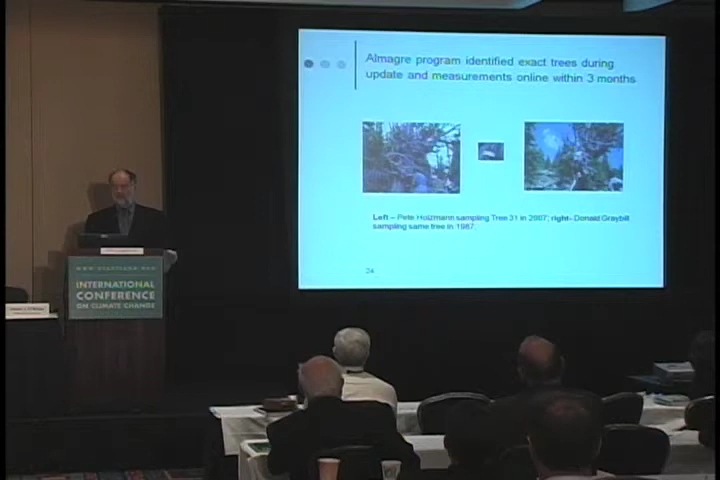 Almagre program identified exact trees during
update and measurements online within 3 months
Left – Pete Holzmann sampling Tree 31 in 2007; right- Donald Graybill
sampling same tree in 1987.
24
INTERNATIONAL
CONFERENCE
ON CLIMATE CHANGE